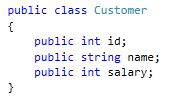 public class Customer
{
    public int id;
    public string name;
    public int salary;
}